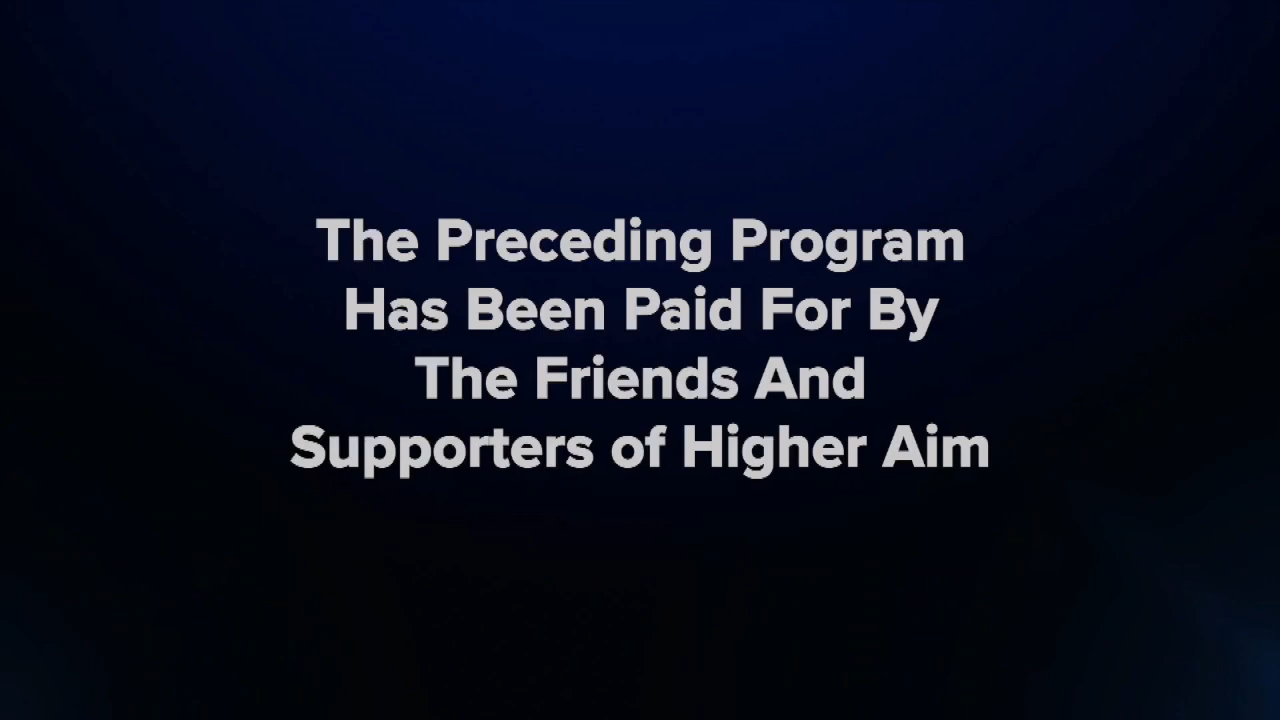 The Preceding Program
Has Been Paid For By
The Friends And
Supporters of Higher Aim